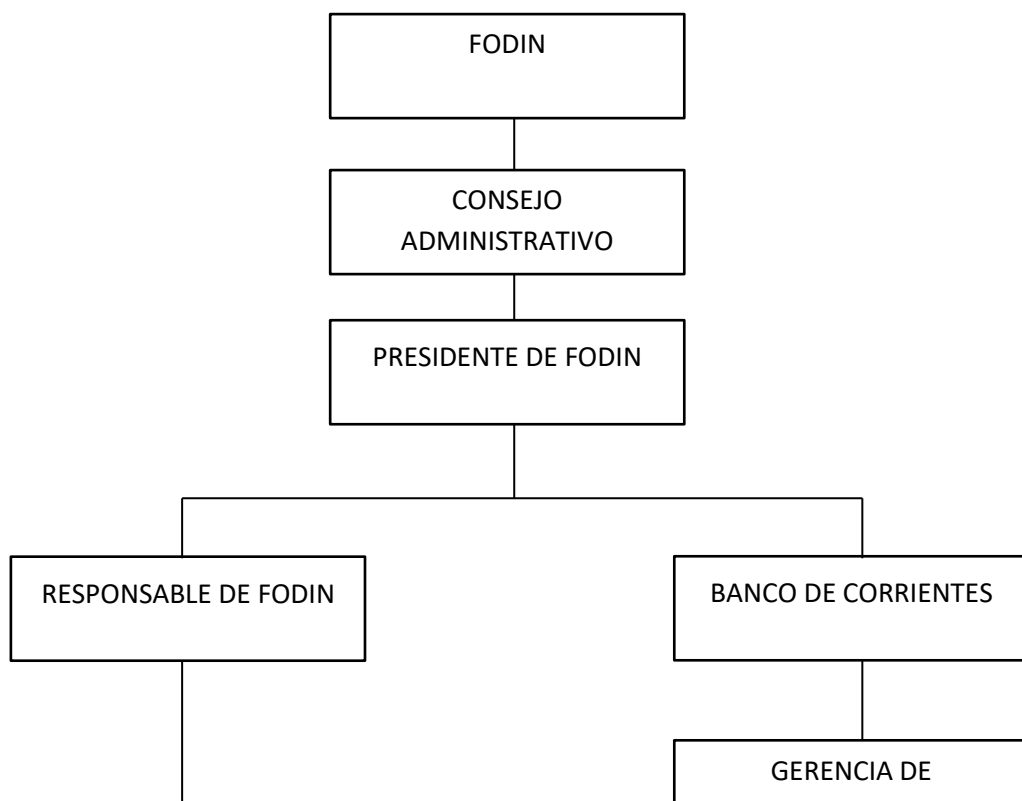 FODIN
CONSEJO
ADMINISTRATIVO
PRESIDENTE DE FODIN
RESPONSABLE DE FODIN
BANCO DE CORRIENTES
GERENCIA DE